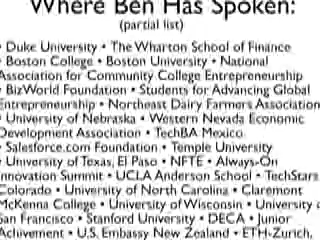 Where Ben Has Spoken:
(partial list)
• Duke University • The Wharton School of Finance
• Boston College • Boston University • National
Association for Community College Entrepreneurship
• BizWorld Foundation • Students for Advancing Global
Entrepreneurship • Northeast Dairy Farmers Association
• University of Nebraska • Western Nevada Economic
Development Association • TechBA Mexico
• Salesforce.com Foundation • Temple University
• University of Texas, El Paso • NFTE • Always-On
Innovation Summit • UCLA Anderson School • TechStars
Colorado • University of North Carolina • Claremont
McKenna College • University of Wisconsin • University o
San Francisco • Stanford University • DECA • Junior
Achievement • U.S. Embassy New Zealand • ETH-Zurich,